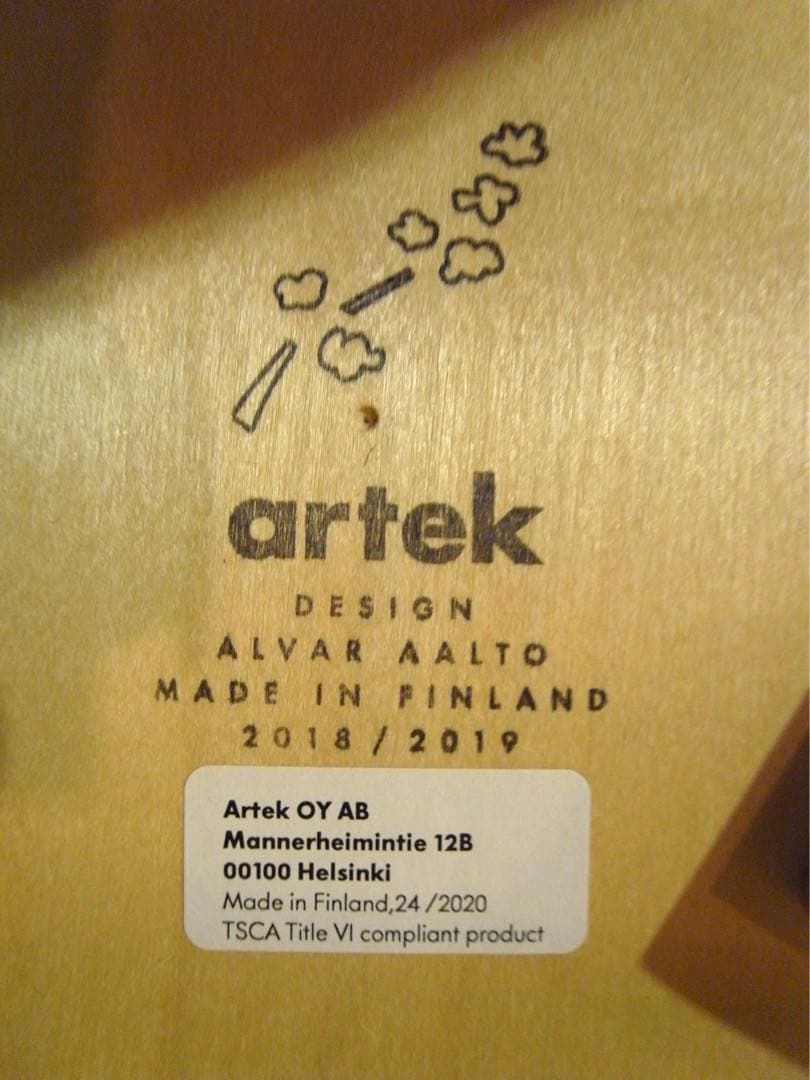 artek
DESIGN
ALVAR AALTO
MADE IN FINLAND
2018/2019
Artek OY AB
Mannerheimintie 12B
00100 Helsinki
Made in Finland,24 /2020
TSCA Title VI compliant product